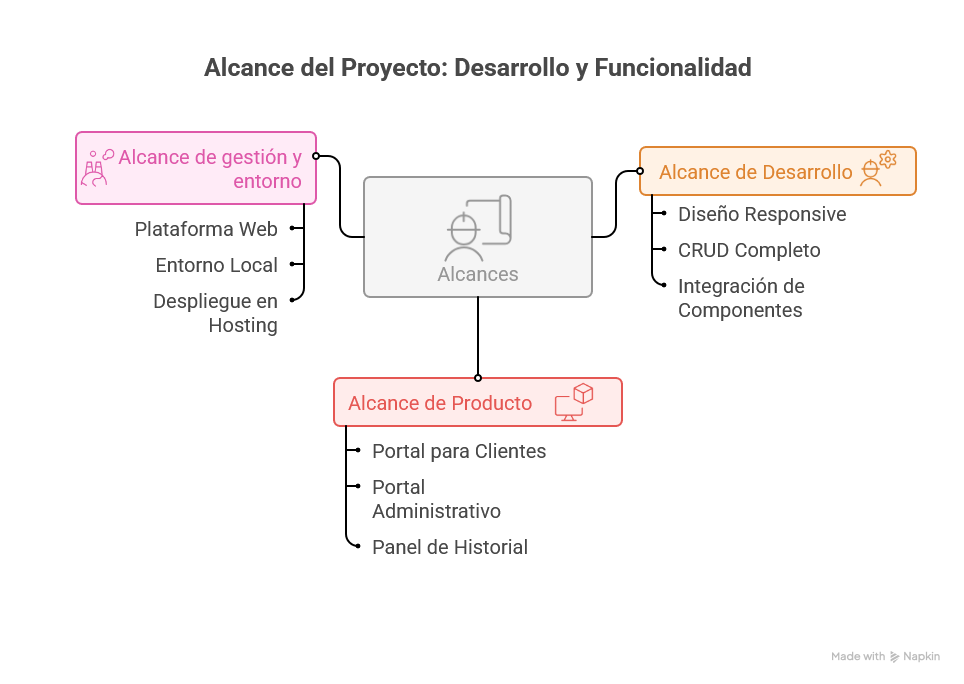 Alcance del Proyecto: Desarrollo y Funcionalidad
Alcance de gestión y
entorno
Plataforma Web
Entorno Local
Despliegue en
Hosting
Alcances
Alcance de Desarrollo
Diseño Responsive
CRUD Completo
Integración de
Componentes
Alcance de Producto
Portal para Clientes
Portal
Administrativo
Panel de Historial
Made with Napkin